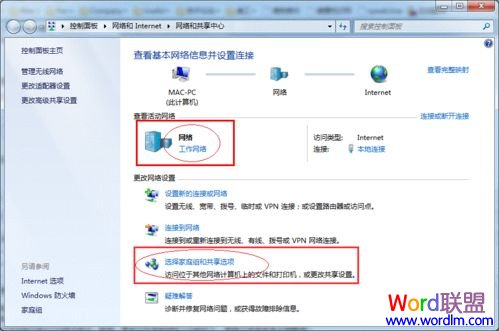 控制面板 ▸ 网络和 Internet ▸ 网络和共享中心
搜索控制面板
控制面板主页
管理无线网络
更改适配器设置
更改高级共享设置
查看基本网络信息并设置连接
查看完整映射
MAC-PC
(此计算机)
网络
Internet
查看活动网络
连接或断开连接
网络
工作网络
访问类型: Internet
连接: 本地连接
更改网络设置
设置新的连接或网络
设置无线、宽带、拨号、临时或 VPN 连接；或设置路由器或访问点。
连接到网络
连接到或重新连接到无线、有线、拨号或 VPN 网络连接。
选择家庭组和共享选项
访问位于其他网络计算机上的文件和打印机，或更改共享设置。
疑难解答
诊断并修复网络问题，或获得故障排除信息。
另请参阅
Internet 选项
Windows 防火墙
家庭组
Word联盟
www.wordlm.com